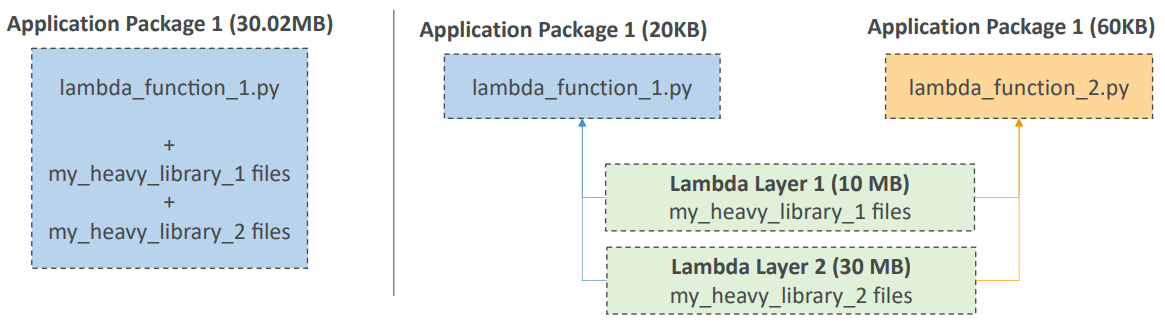 Application Package 1 (30.02MB)
lambda_function_1.py
+
my_heavy_library_1 files
+
my_heavy_library_2 files
Application Package 1 (20KB)
lambda_function_1.py
Application Package 1 (60KB)
lambda_function_2.py
Lambda Layer 1 (10 MB)
my_heavy_library_1 files
Lambda Layer 2 (30 MB)
my_heavy_library_2 files